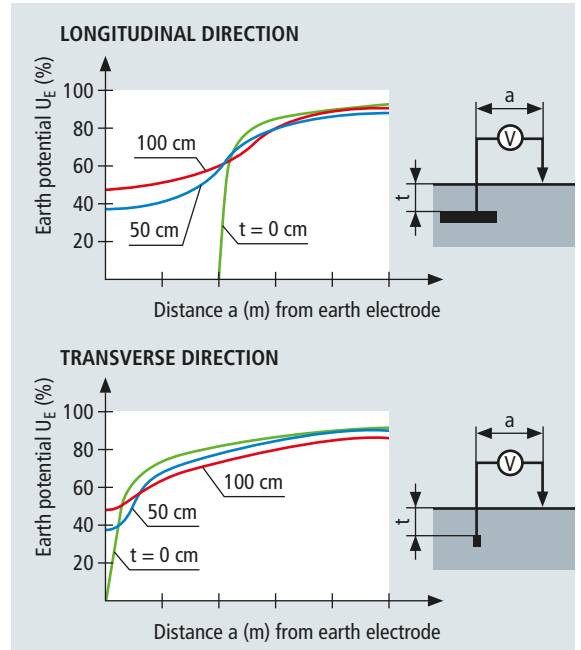 LONGITUDINAL DIRECTION
Earth potential U_E (%)
100
80
60
40
20
100 cm
50 cm
t = 0 cm
Distance a (m) from earth electrode
a
V
t
TRANSVERSE DIRECTION
Earth potential U_E (%)
100
80
60
40
20
100 cm
50 cm
t = 0 cm
Distance a (m) from earth electrode
a
V
t